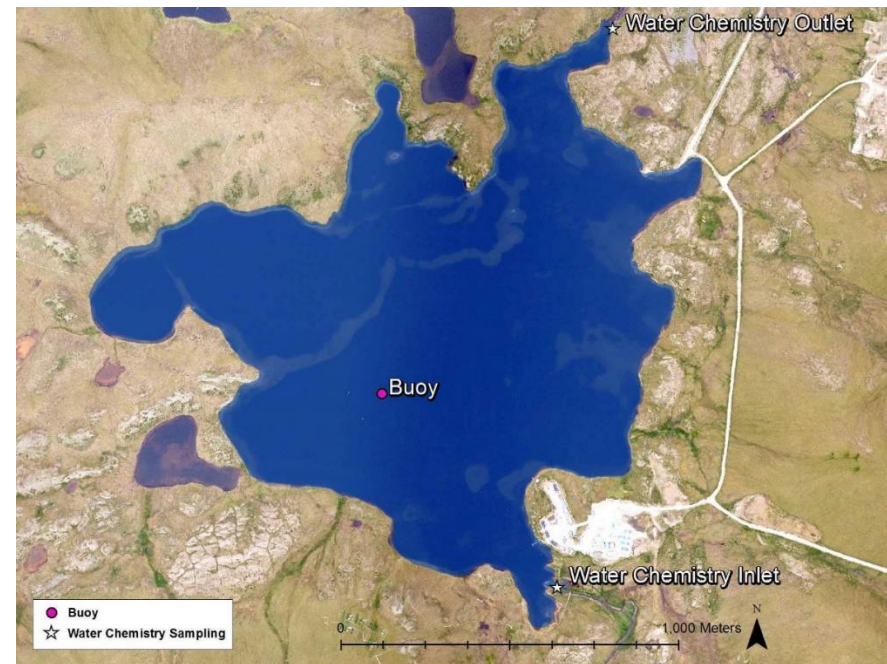 Water Chemistry Outlet
Buoy
Water Chemistry Inlet
Buoy
Water Chemistry Sampling
0
1,000 Meters
N